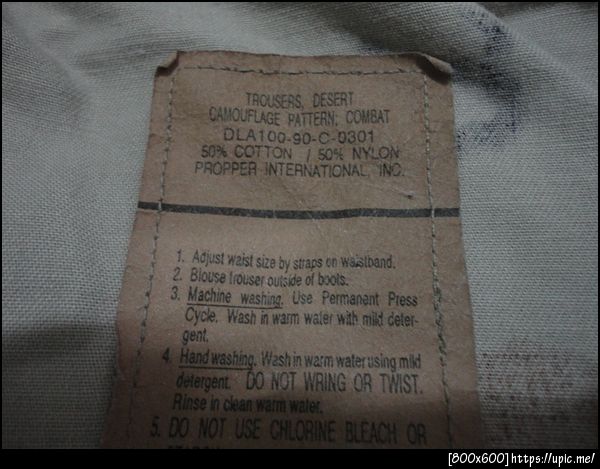 TROUSERS, DESERT
CAMOUFLAGE PATTERN; COMBAT
DLA100-90-C-0301
50% COTTON / 50% NYLON
PROPPER INTERNATIONAL, INC.
1. Adjust waist size by straps on waistband.
2. Blouse trouser outside of boots.
3. Machine washing. Use Permanent Press
Cycle. Wash in warm water with mild deter-
gent.
4. Hand washing. Wash in warm water using mild
detergent. DO NOT WRING OR TWIST.
Rinse in clean warm water.
5. DO NOT USE CHLORINE BLEACH OR
[800x600]https://upic.me/